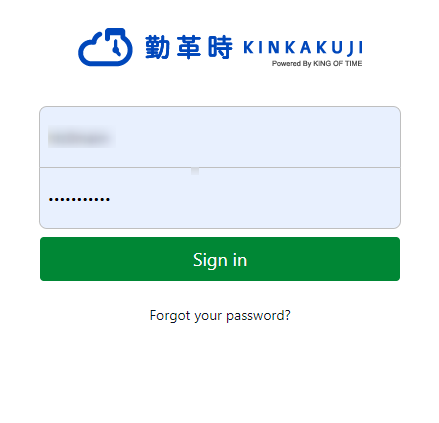 勤革時 KINKAKUJI
Powered By KING OF TIME
•••••••••••
Sign in
Forgot your password?